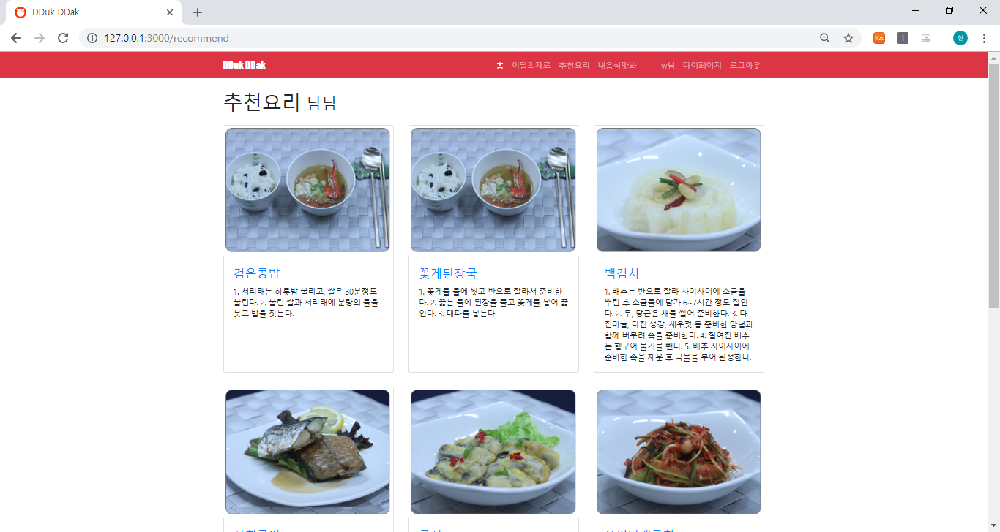 DDuk DDak
127.0.0.1:3000/recommend
EX
I
현
DDuk DDak
홈 이달의재료 추천요리 내음식맛봐 w님 마이페이지 로그아웃
추천요리 냠냠
검은콩밥
1. 서리태는 하룻밤 불리고, 쌀은 30분정도
불린다. 2. 불린 쌀과 서리태에 분량의 물을
붓고 밥을 짓는다.
꽃게된장국
1. 꽃게를 물에 씻고 반으로 잘라서 준비한
다. 2. 끓는 물에 된장을 풀고 꽃게를 넣어 끓
인다. 3. 대파를 넣는다.
백김치
1. 배추는 반으로 잘라 사이사이에 소금을
뿌린 후 소금물에 담가 6~7시간 정도 절인
다. 2. 무, 당근은 채를 썰어 준비한다. 3. 다
진마늘, 다진 생강, 새우젓 등 준비한 양념과
함께 버무려 속을 준비한다. 4. 절여진 배추
는 헹구어 물기를 뺀다. 5. 배추 사이사이에
준비한 속을 채운 후 국물을 부어 완성한다.